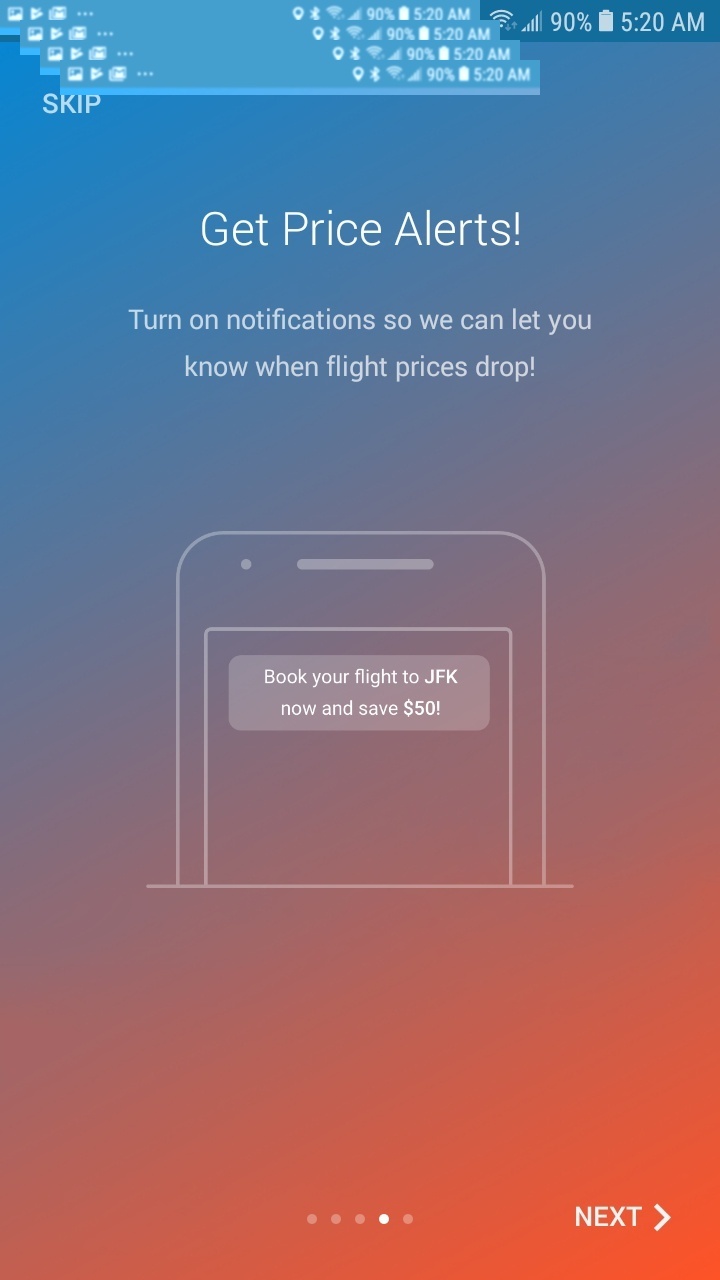 90% 5:20 AM
90% 5:20 AM
90% 5:20 AM
90% 5:20 AM
90% 5:20 AM
SKIP
Get Price Alerts!
Turn on notifications so we can let you
know when flight prices drop!
Book your flight to JFK
now and save $50!
NEXT